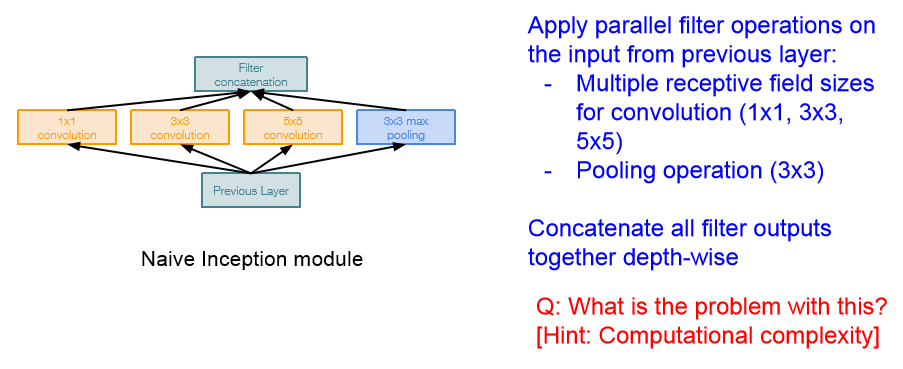 Filter
concatenation
1x1
convolution
3x3
convolution
5x5
convolution
3x3 max
pooling
Previous Layer
Naive Inception module
Apply parallel filter operations on
the input from previous layer:
- Multiple receptive field sizes
for convolution (1x1, 3x3,
5x5)
- Pooling operation (3x3)
Concatenate all filter outputs
together depth-wise
Q: What is the problem with this?
[Hint: Computational complexity]